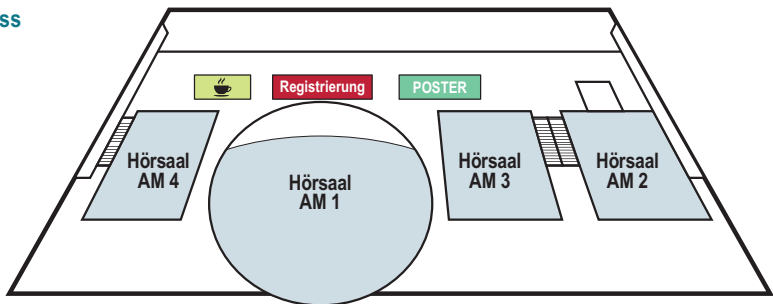 ss
Registrierung
POSTER
Hörsaal
AM 4
Hörsaal
AM 1
Hörsaal
AM 3
Hörsaal
AM 2